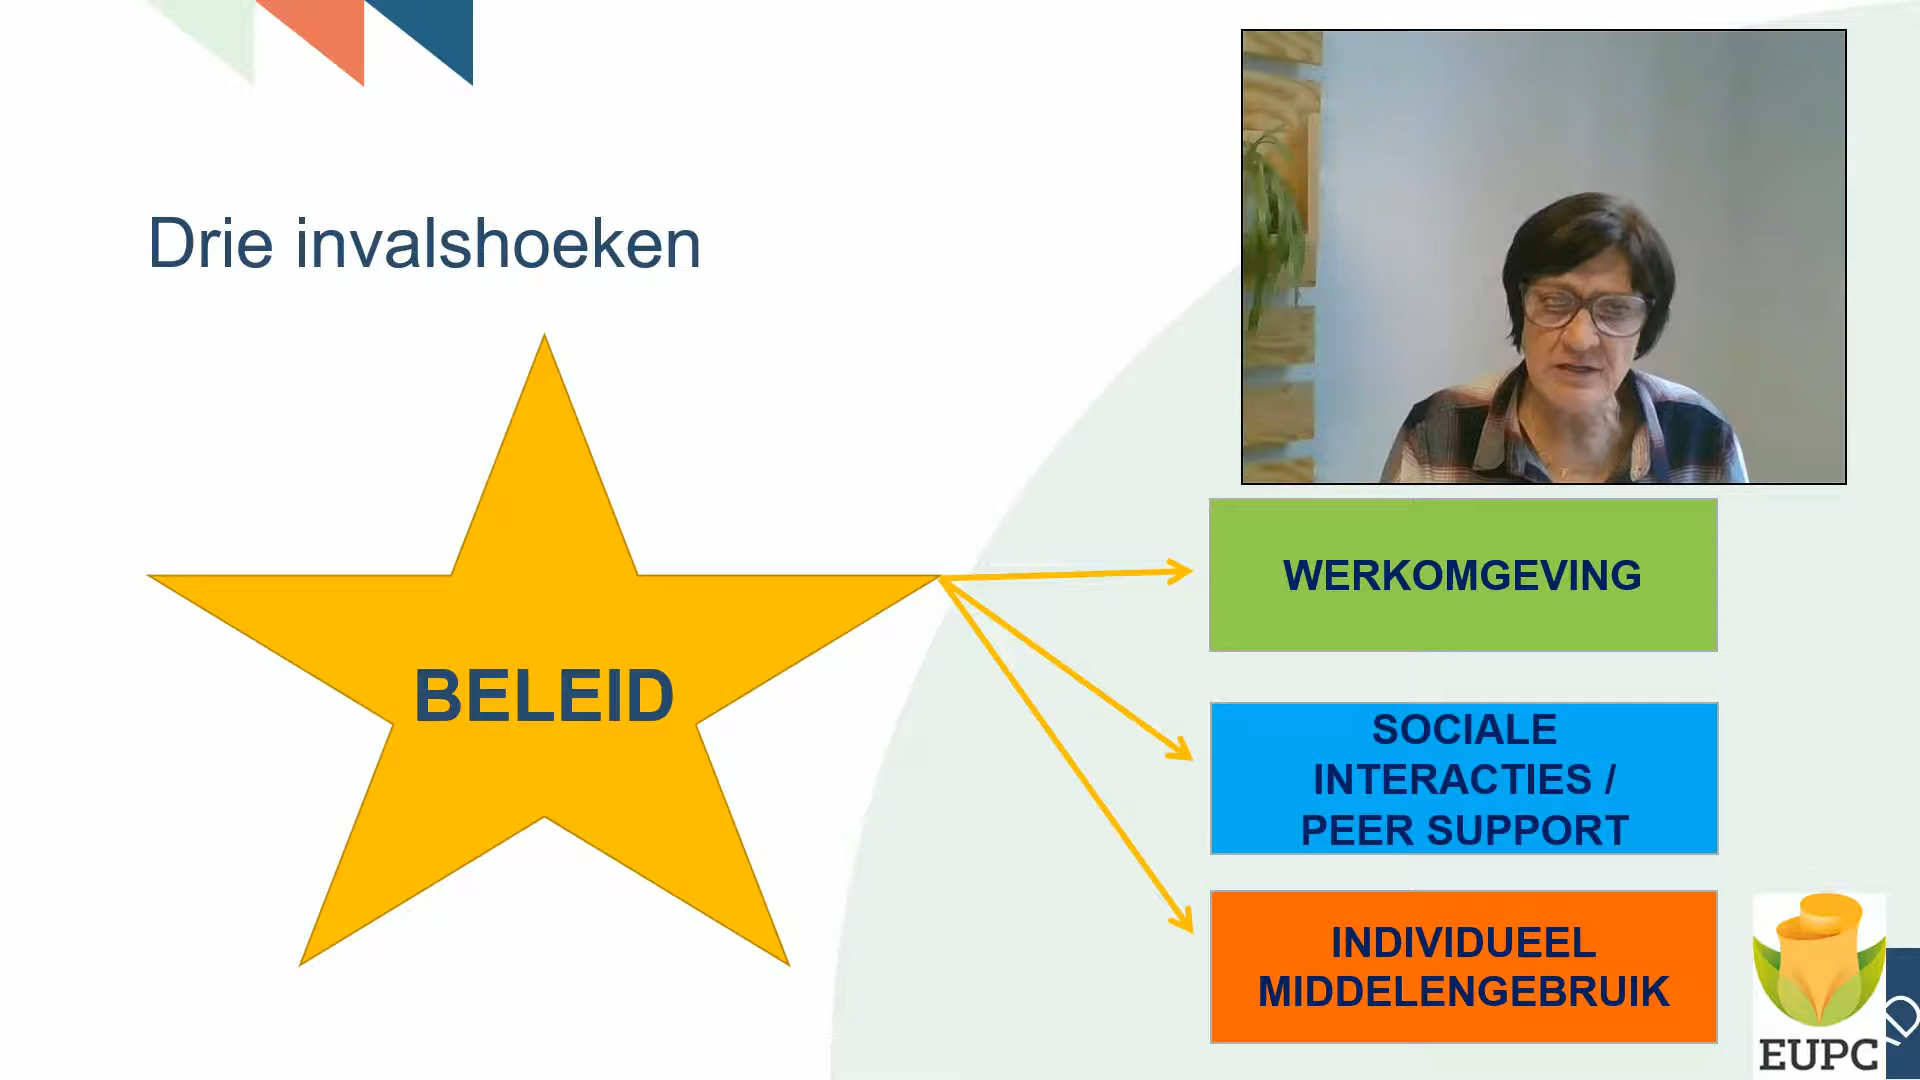 Drie invalshoeken
BELEID
WERKOMGEVING
SOCIALE
INTERACTIES /
PEER SUPPORT
INDIVIDUEEL
MIDDELENGEBRUIK
EUPC